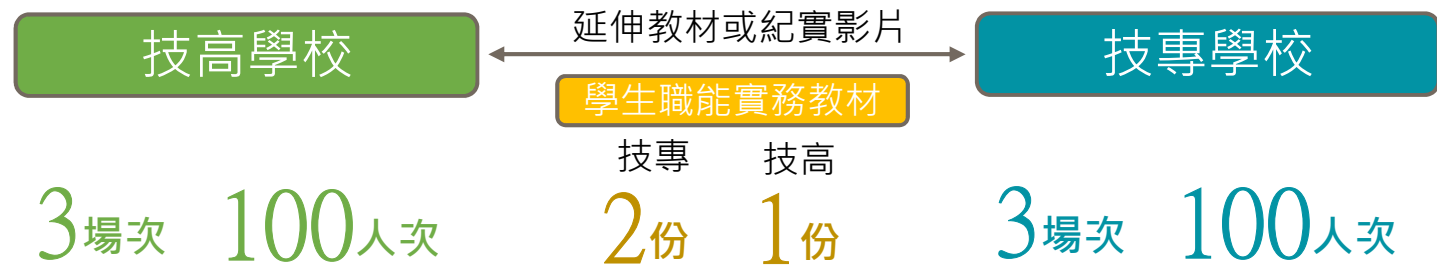 技高學校
延伸教材或紀實影片
技專學校
學生職能實務教材
技專 技高
3場次 100人次
2份 1份
3場次 100人次